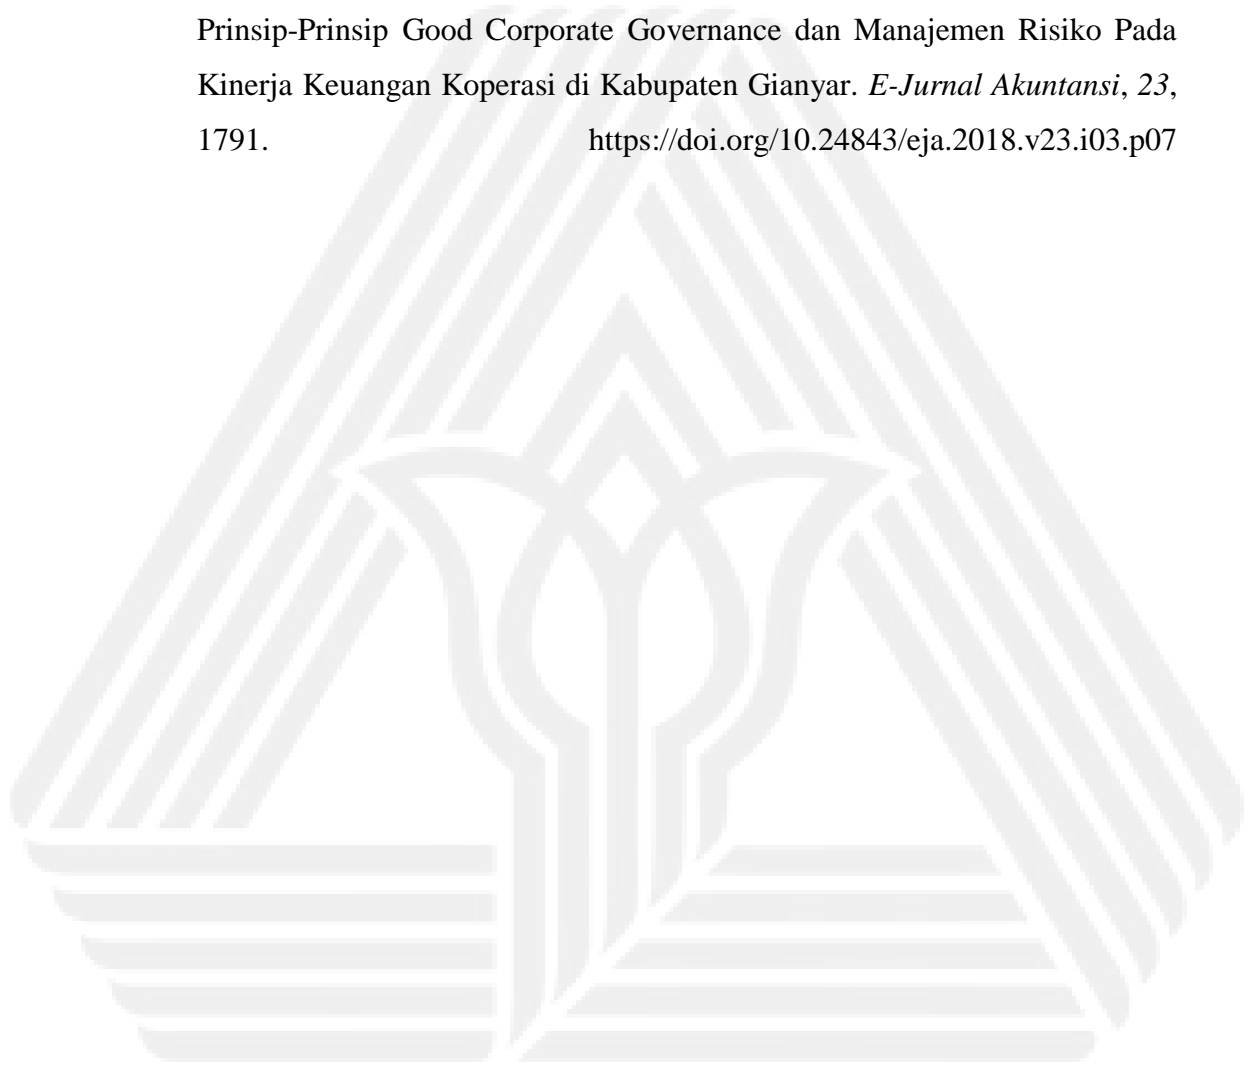 Prinsip-Prinsip Good Corporate Governance dan Manajemen Risiko Pada
Kinerja Keuangan Koperasi di Kabupaten Gianyar. E-Jurnal Akuntansi, 23,
1791. https://doi.org/10.24843/eja.2018.v23.i03.p07